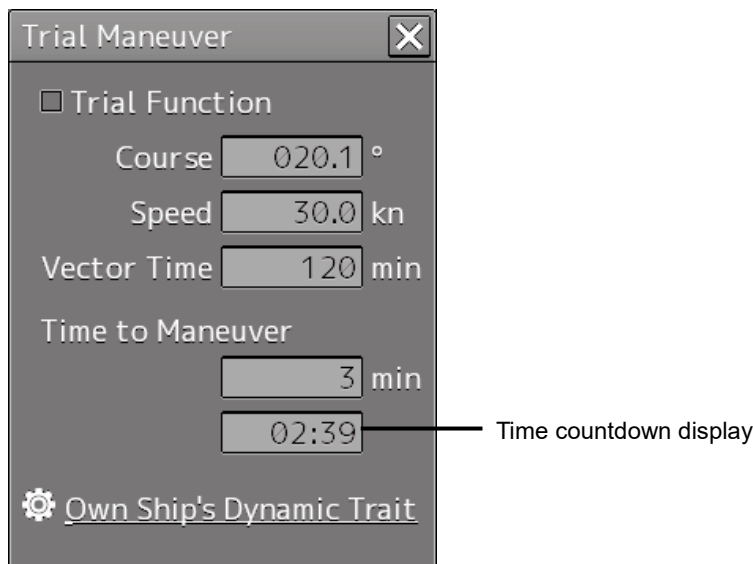 Trial Maneuver
Trial Function
Course 020.1 °
Speed 30.0 kn
Vector Time 120 min
Time to Maneuver
3 min
02:39 Time countdown display
Own Ship's Dynamic Trait